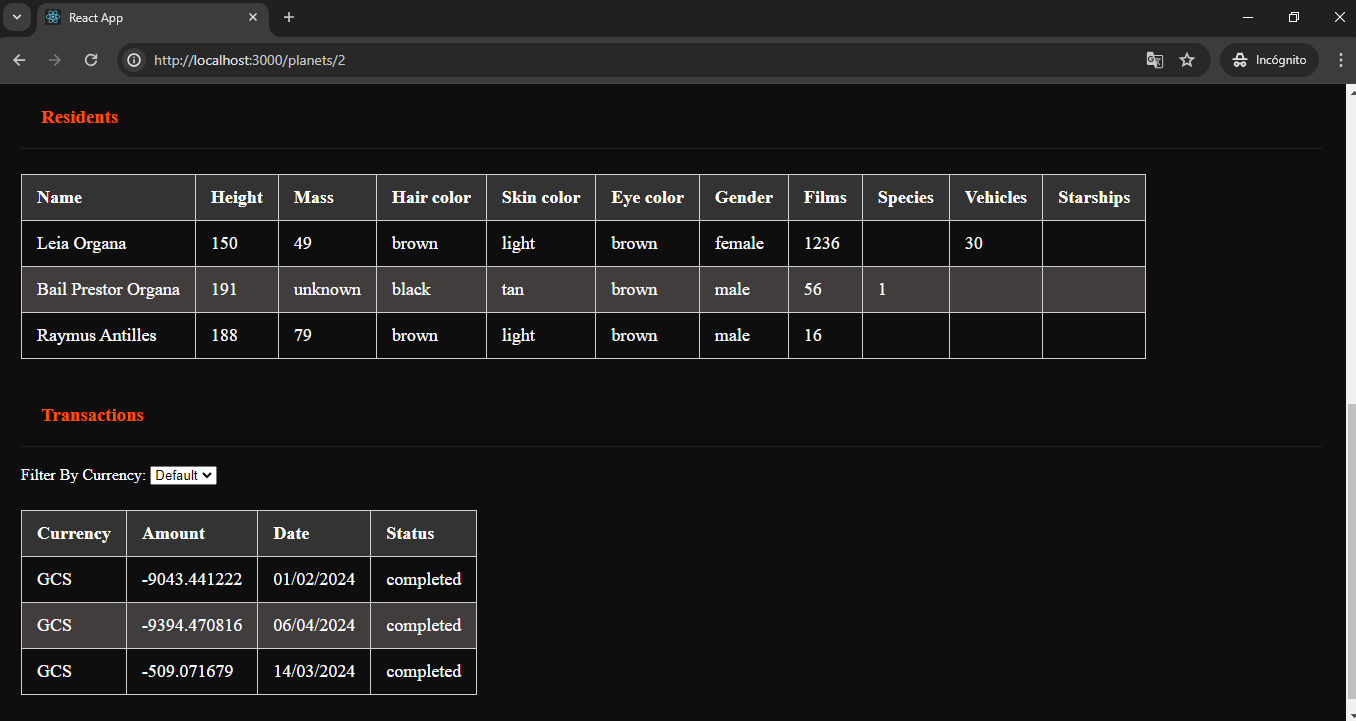 React App
http://localhost:3000/planets/2
Incógnito
Residents
Name Height Mass Hair color Skin color Eye color Gender Films Species Vehicles Starships
Leia Organa 150 49 brown light brown female 1236 30
Bail Prestor Organa 191 unknown black tan brown male 56 1
Raymus Antilles 188 79 brown light brown male 16
Transactions
Filter By Currency: Default
Currency Amount Date Status
GCS -9043.441222 01/02/2024 completed
GCS -9394.470816 06/04/2024 completed
GCS -509.071679 14/03/2024 completed